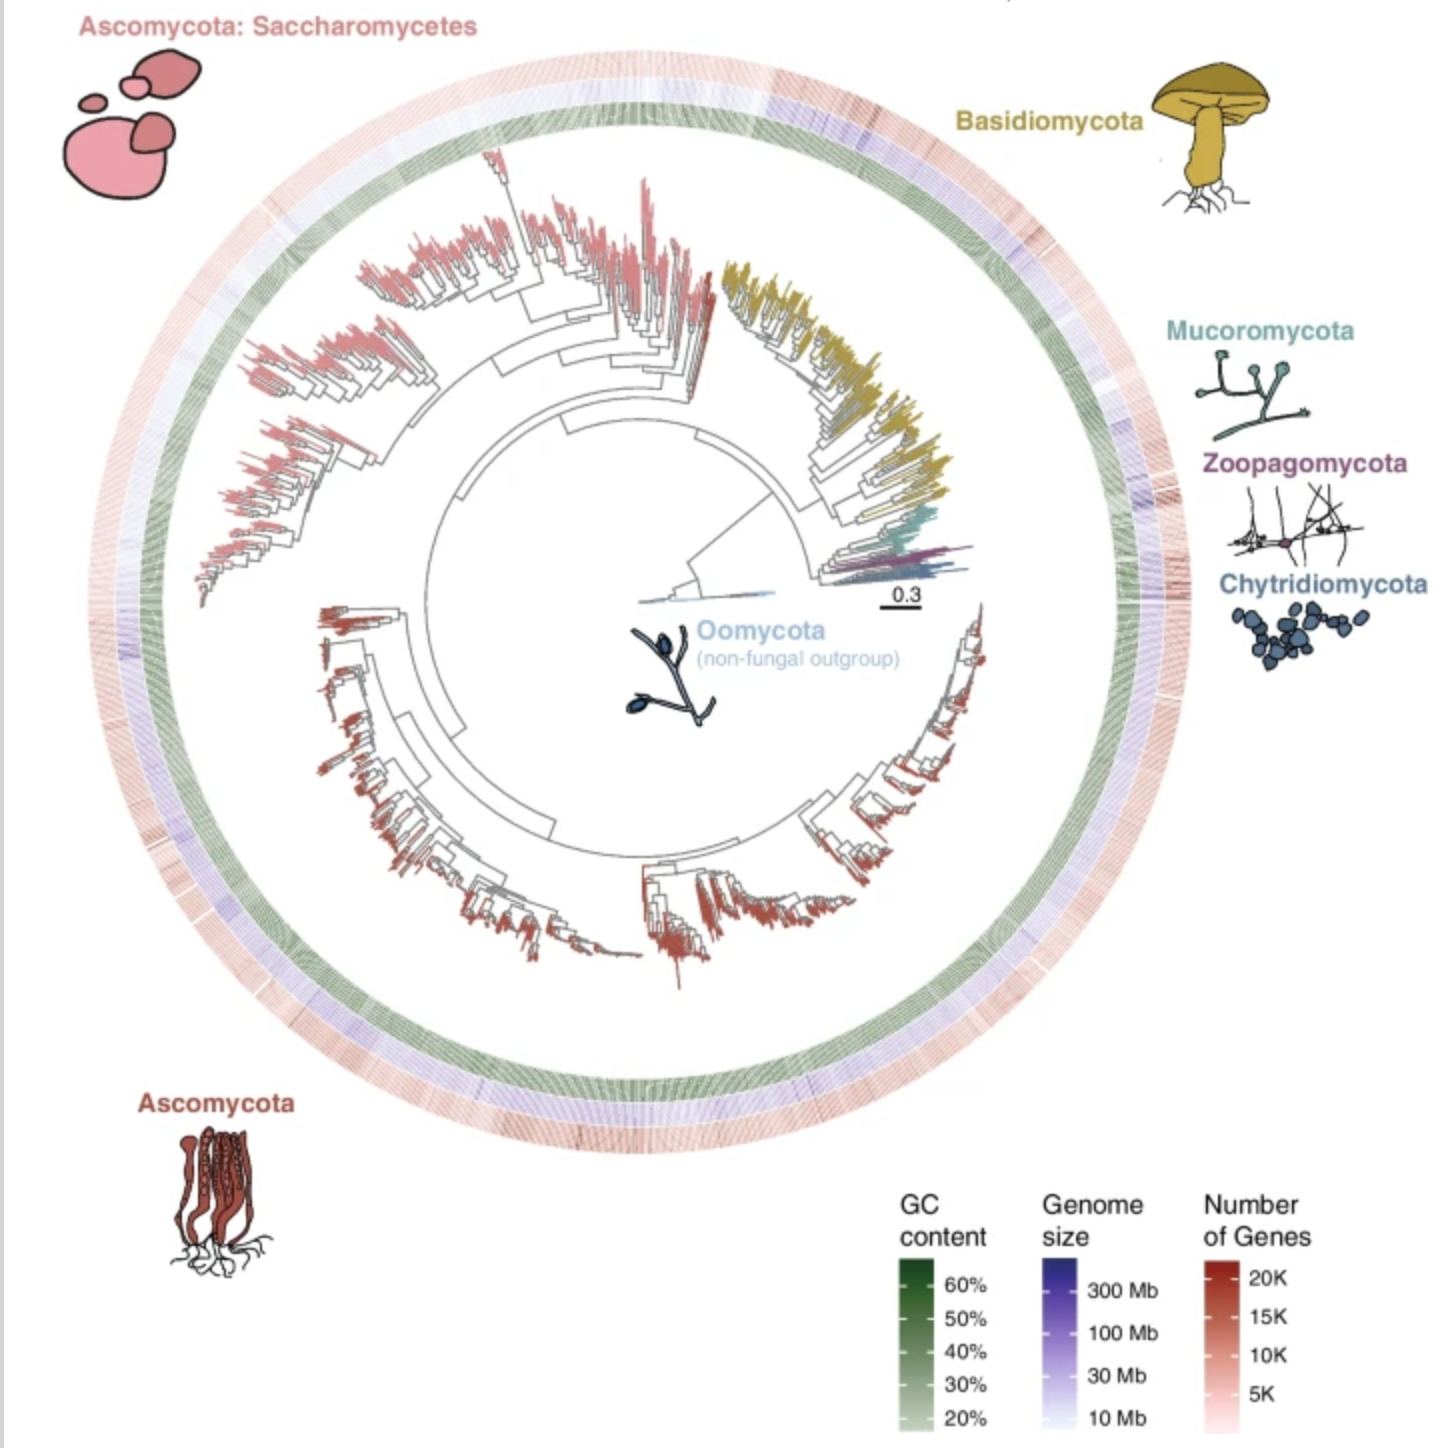 Ascomycota: Saccharomycetes
Basidiomycota
Mucoromycota
Zoopagomycota
Chytridiomycota
0.3
Oomycota
(non-fungal outgroup)
Ascomycota
GC
content
60%
50%
40%
30%
20%
Genome
size
300 Mb
100 Mb
30 Mb
10 Mb
Number
of Genes
20K
15K
10K
5K